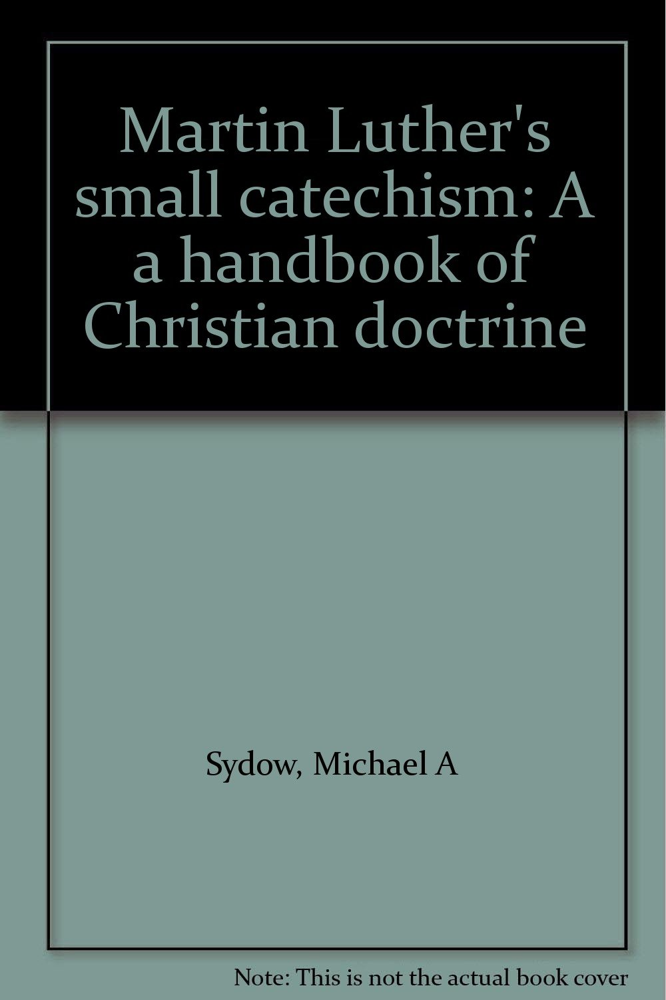 Martin Luther's
small catechism: A
a handbook of
Christian doctrine
Sydow, Michael A
Note: This is not the actual book cover